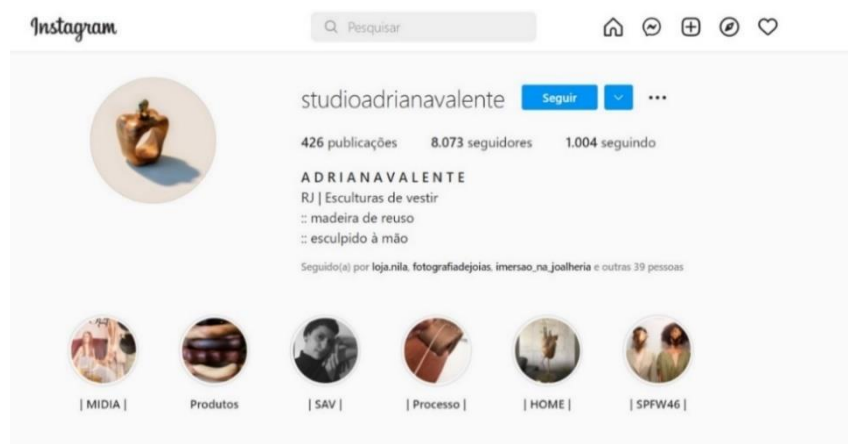 Instagram
Pesquisar
studioadrianavalente Seguir
426 publicações 8.073 seguidores 1.004 seguindo
A D R I A N A V A L E N T E
RJ | Esculturas de vestir
:: madeira de reuso
:: esculpido à mão
Seguido(a) por loja.nila, fotografiadejoias, imersao_na_joalheria e outras 39 pessoas
| MIDIA | Produtos | SAV | | Processo | | HOME | | SPFW46 |